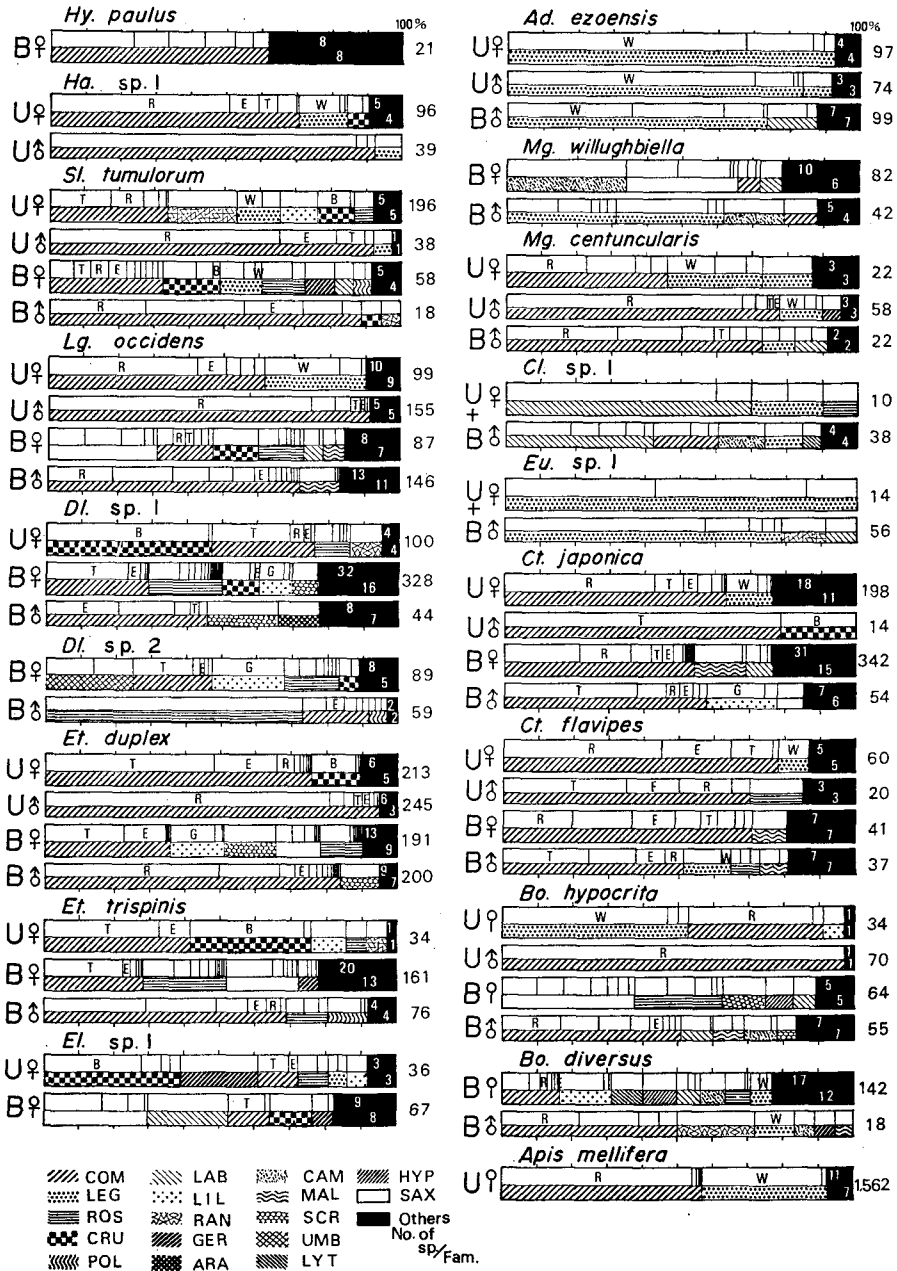 Hy. paulus
100%
B♀ 8 8 21
Ha. sp. 1
U♀ R E T W 5 4 96
U♂ 39
Sl. tumulorum
U♀ T R W B 5 5 196
U♂ R E T 1 1 38
B♀ T R E B W 5 4 58
B♂ R E 18
Lg. occidens
U♀ R E W 10 9 99
U♂ R T E 5 5 155
B♀ R T 8 7 87
B♂ R E 13 11 146
Dl. sp. 1
U♀ B T R E 4 4 100
B♀ T E E G 32 16 328
B♂ E T 8 7 44
Dl. sp. 2
B♀ T E G 8 5 89
B♂ E 2 2 59
Et. duplex
U♀ T E R B 6 5 213
U♂ R T E 6 3 245
B♀ T E G 13 9 191
B♂ R E 9 7 200
Et. trispinis
U♀ T E B 1 1 34
B♀ T E 20 13 161
B♂ E R 4 4 76
El. sp. 1
U♀ B T E 3 3 36
B♀ T 9 8 67
COM LAB CAM HYP
LEG LIL MAL SAX
ROS RAN SCR Others
CRU GER UMB No. of sp/Fam.
POL ARA LYT
Ad. ezoensis
100%
U♀ W 4 4 97
U♂ W 3 3 74
B♂ W 7 7 99
Mg. willughbiella
B♀ 10 6 82
B♂ 5 4 42
Mg. centuncularis
U♀ R W 3 3 22
U♂ R T E W 3 3 58
B♂ R T 2 2 22
Cl. sp. 1
U♀ + 10
B♂ 4 4 38
Eu. sp. 1
U♀ + 14
B♂ 56
Ct. japonica
U♀ R T E W 18 11 198
U♂ T B 14
B♀ R T E 31 15 342
B♂ T R E G 7 6 54
Ct. flavipes
U♀ R E T W 5 5 60
U♂ T E R 3 3 20
B♀ R E T 7 7 41
B♂ T E R W 7 7 37
Bo. hypocrita
U W R 1 1 34
U♂ R 1 1 70
B 5 5 64
B♂ R E 7 7 55
Bo. diversus
B R W 17 12 142
B♂ R W 18
Apis mellifera
U R W 11 7 1,562